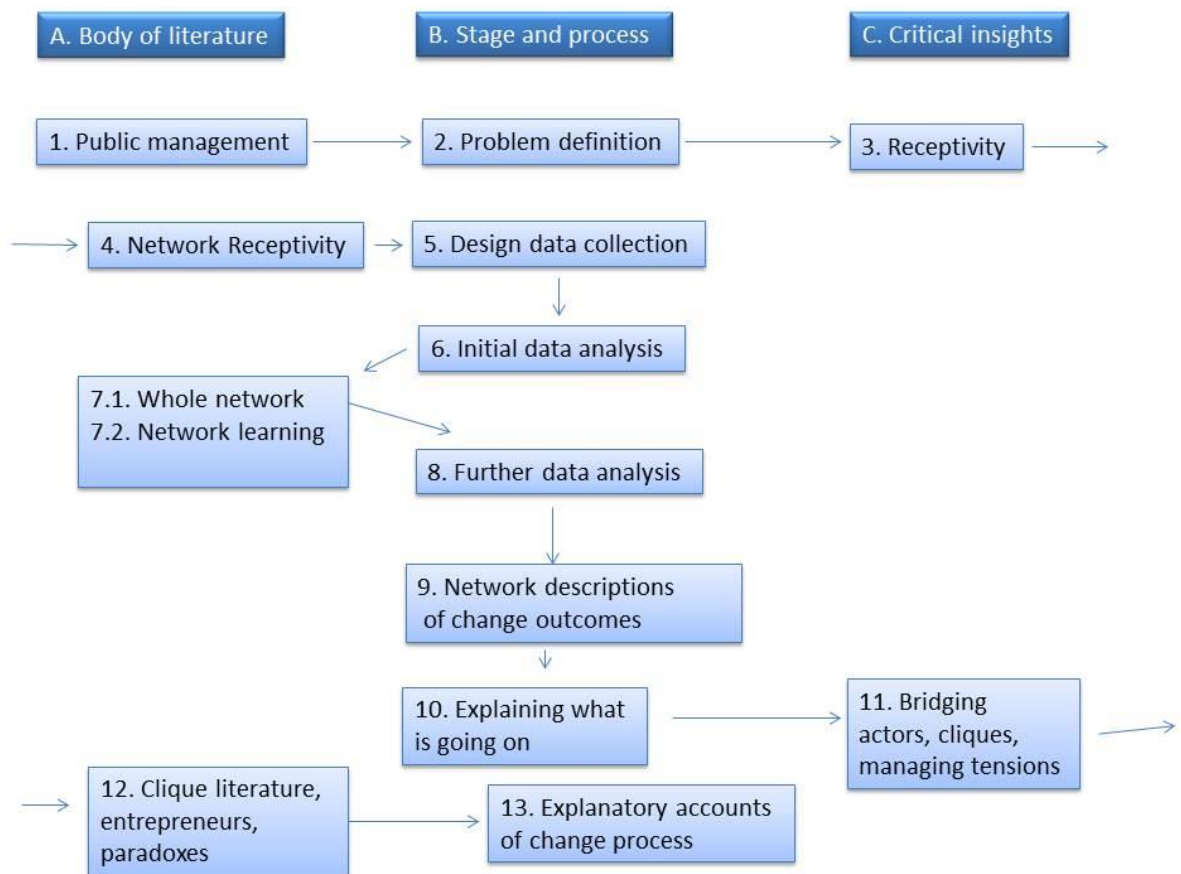 A. Body of literature
B. Stage and process
C. Critical insights
1. Public management
2. Problem definition
3. Receptivity
4. Network Receptivity
5. Design data collection
6. Initial data analysis
7.1. Whole network
7.2. Network learning
8. Further data analysis
9. Network descriptions
of change outcomes
10. Explaining what
is going on
11. Bridging
actors, cliques,
managing tensions
12. Clique literature,
entrepreneurs,
paradoxes
13. Explanatory accounts
of change process